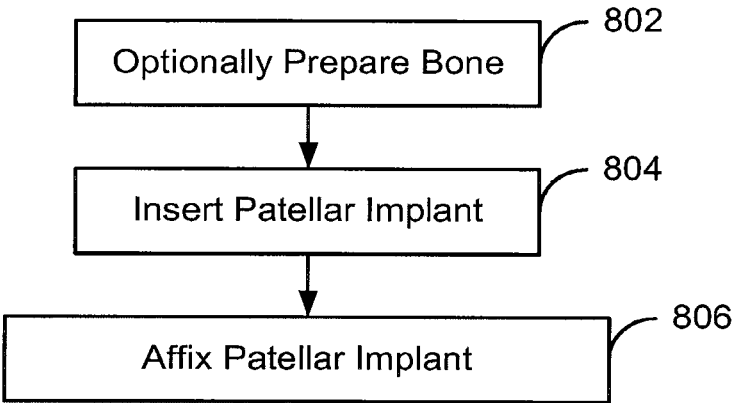 802
Optionally Prepare Bone
804
Insert Patellar Implant
806
Affix Patellar Implant